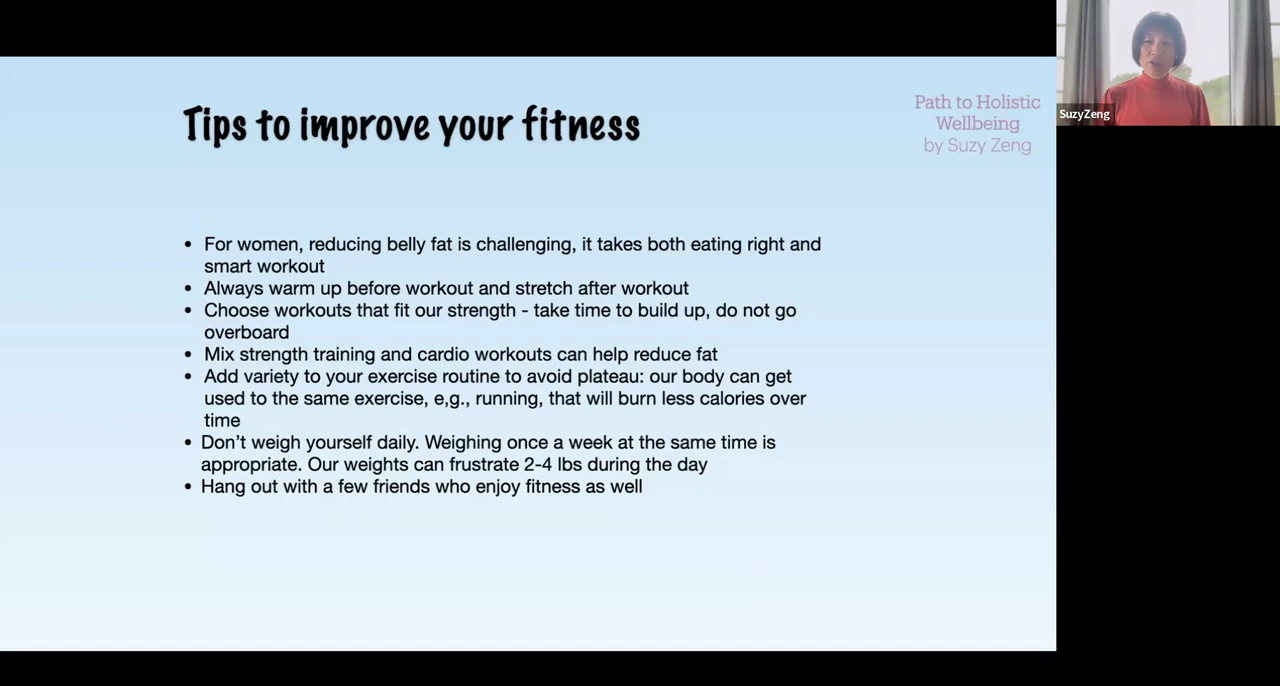 Tips to improve your fitness
Path to Holistic
Wellbeing
by Suzy Zeng
SuzyZeng
• For women, reducing belly fat is challenging, it takes both eating right and
smart workout
• Always warm up before workout and stretch after workout
• Choose workouts that fit our strength - take time to build up, do not go
overboard
• Mix strength training and cardio workouts can help reduce fat
• Add variety to your exercise routine to avoid plateau: our body can get
used to the same exercise, e,g., running, that will burn less calories over
time
• Don’t weigh yourself daily. Weighing once a week at the same time is
appropriate. Our weights can frustrate 2-4 lbs during the day
• Hang out with a few friends who enjoy fitness as well